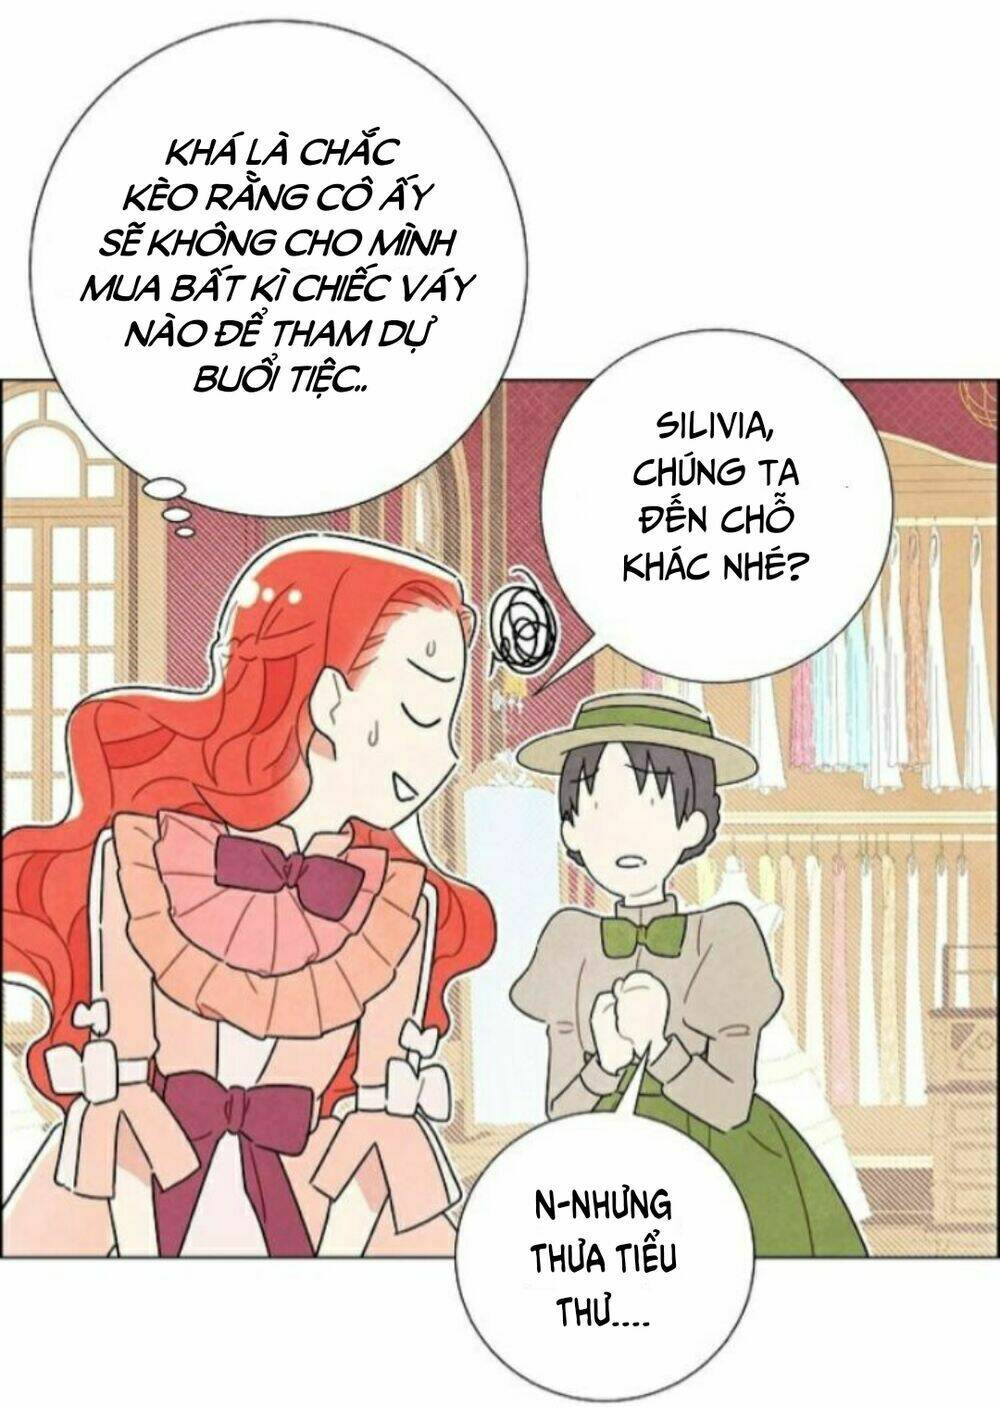 KHÁ LÀ CHẮC
KÈO RẰNG CÔ ẤY
SẼ KHÔNG CHO MÌNH
MUA BẤT KÌ CHIẾC VÁY
NÀO ĐỂ THAM DỰ
BUỔI TIỆC..
SILIVIA,
CHÚNG TA
ĐẾN CHỖ
KHÁC NHÉ?
N-NHƯNG
THƯA TIỂU
THƯ....